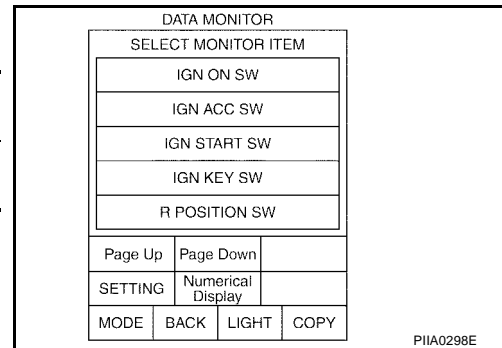 DATA MONITOR
SELECT MONITOR ITEM
IGN ON SW
IGN ACC SW
IGN START SW
IGN KEY SW
R POSITION SW
Page Up Page Down
SETTING Numerical Display
MODE BACK LIGHT COPY
PIIA0298E